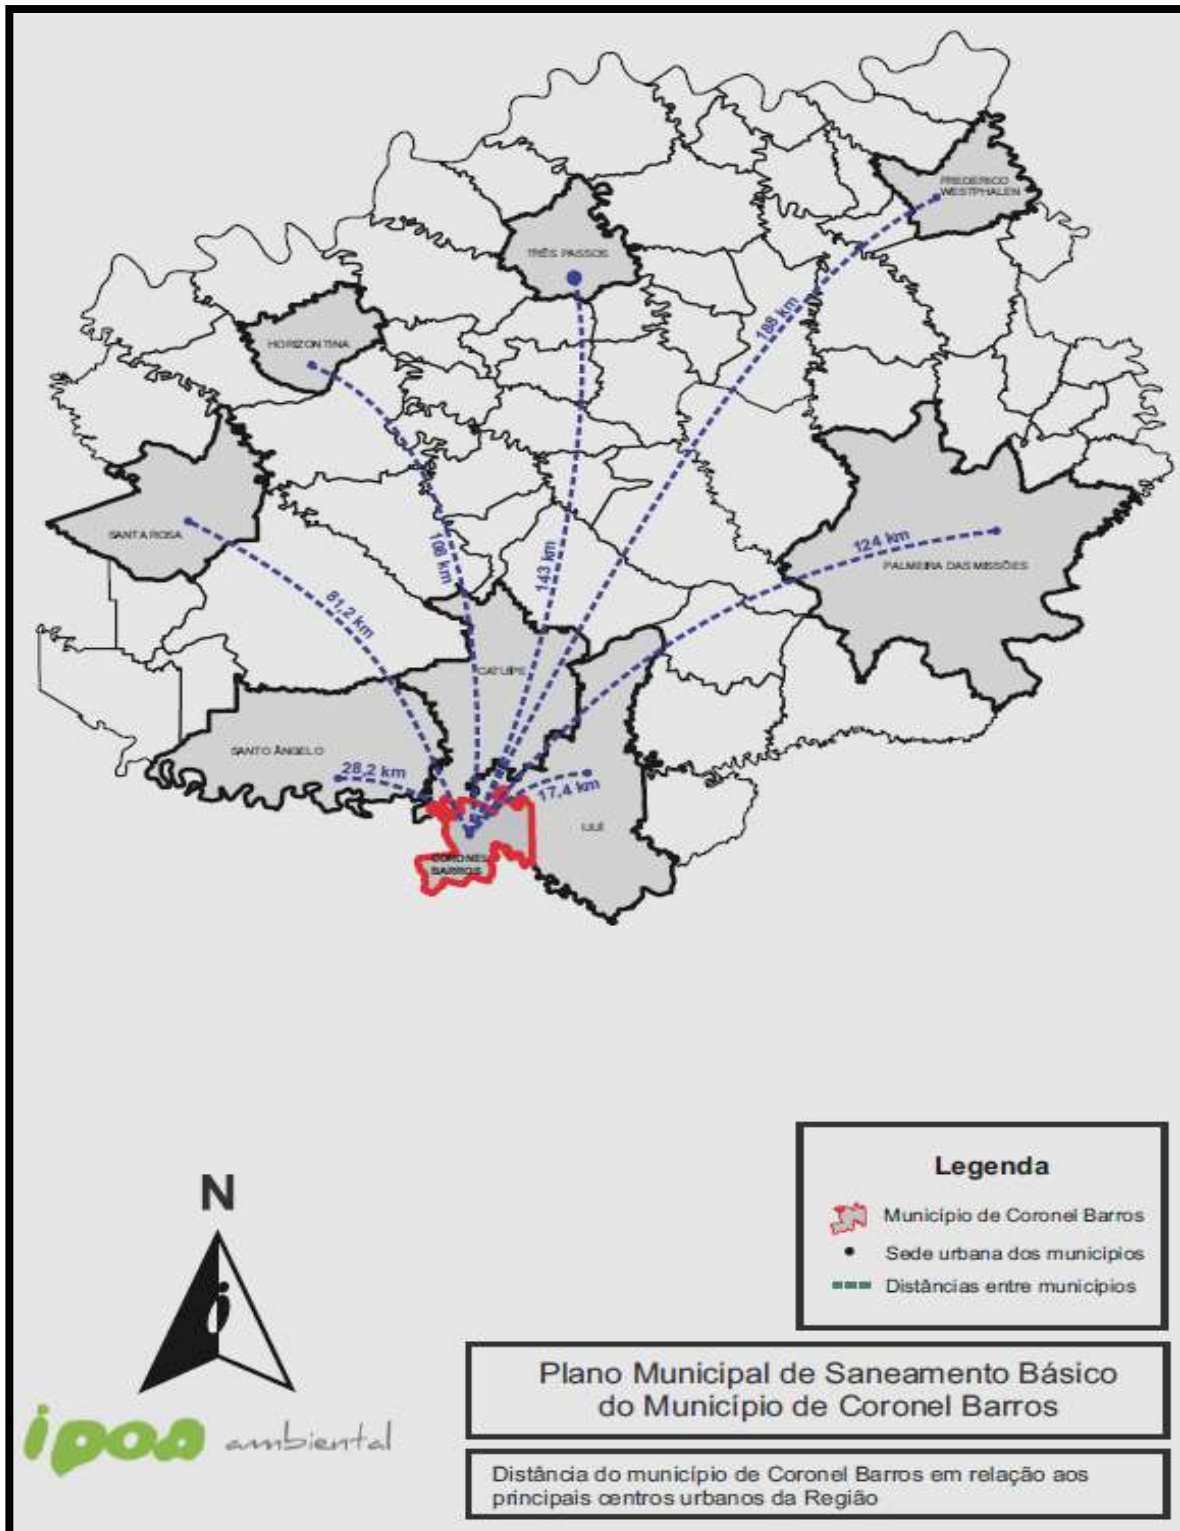 FREDERICO
WESTPHALEN
TRÊS PASSOS
188 km
HORIZONTINA
SANTA ROSA
108 km
143 km
124 km
PALMEIRA DAS MISSÕES
81,2 km
CATUÍPE
SANTO ÂNGELO
28,2 km
17,4 km
IJUÍ
CORONEL
BARROS
Legenda
Município de Coronel Barros
Sede urbana dos municípios
Distâncias entre municípios
N
i
ipoa ambiental
Plano Municipal de Saneamento Básico
do Município de Coronel Barros
Distância do município de Coronel Barros em relação aos
principais centros urbanos da Região